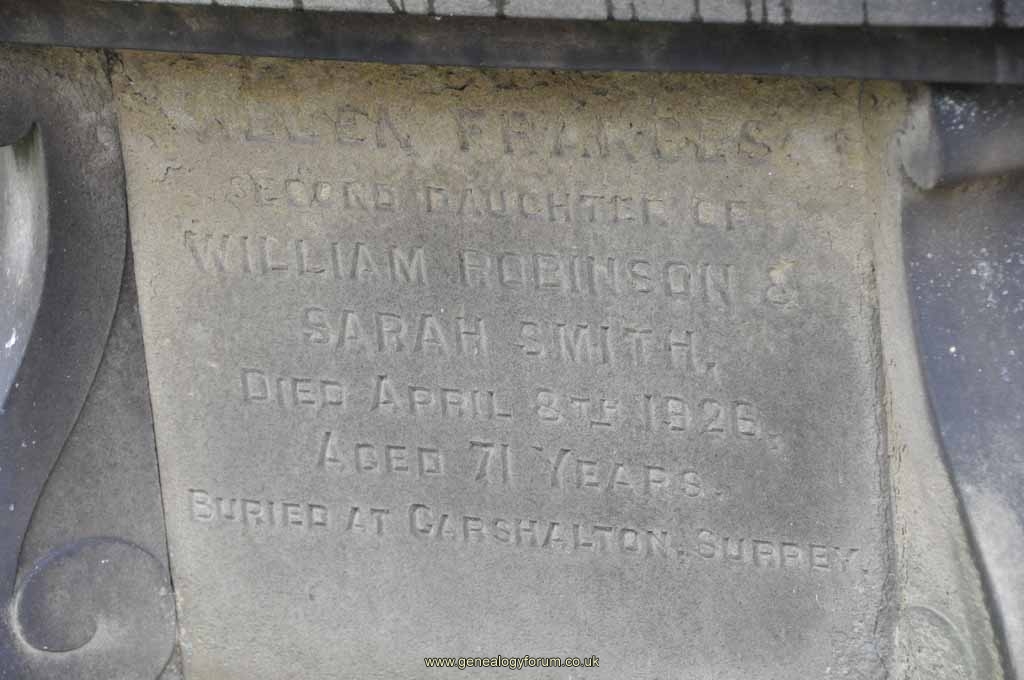 ELLEN FRANCES
SECOND DAUGHTER OF
WILLIAM ROBINSON &
SARAH SMITH,
DIED APRIL 8TH 1926,
AGED 71 YEARS.
BURIED AT CARSHALTON, SURREY.
www.genealogyforum.co.uk